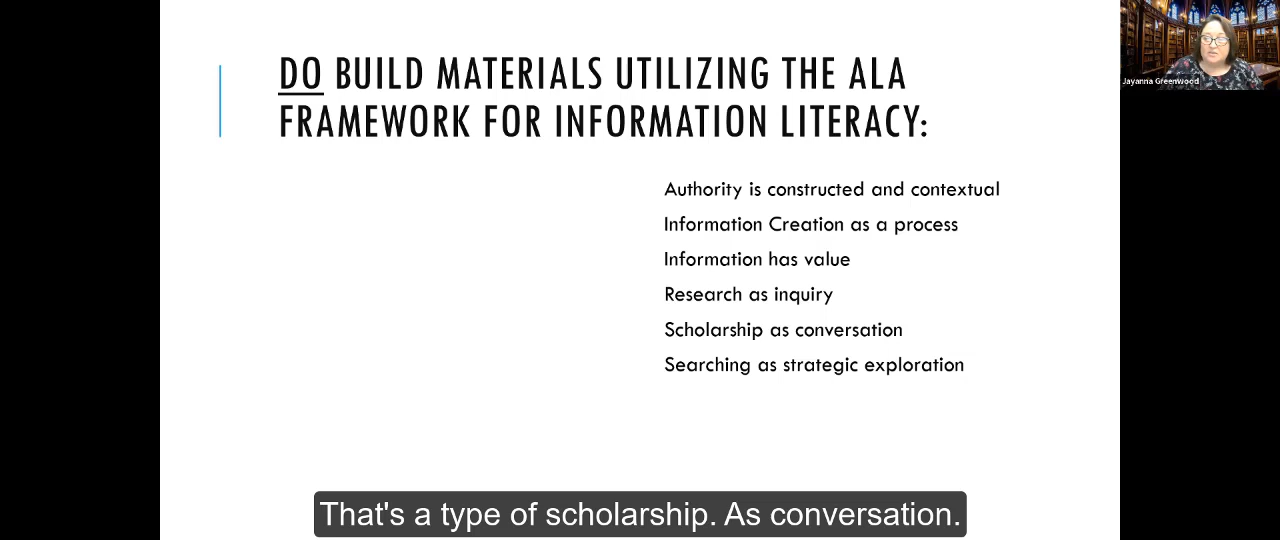 DO BUILD MATERIALS UTILIZING THE ALA
FRAMEWORK FOR INFORMATION LITERACY:
Jayanna Greenwood
Authority is constructed and contextual
Information Creation as a process
Information has value
Research as inquiry
Scholarship as conversation
Searching as strategic exploration
That's a type of scholarship. As conversation.